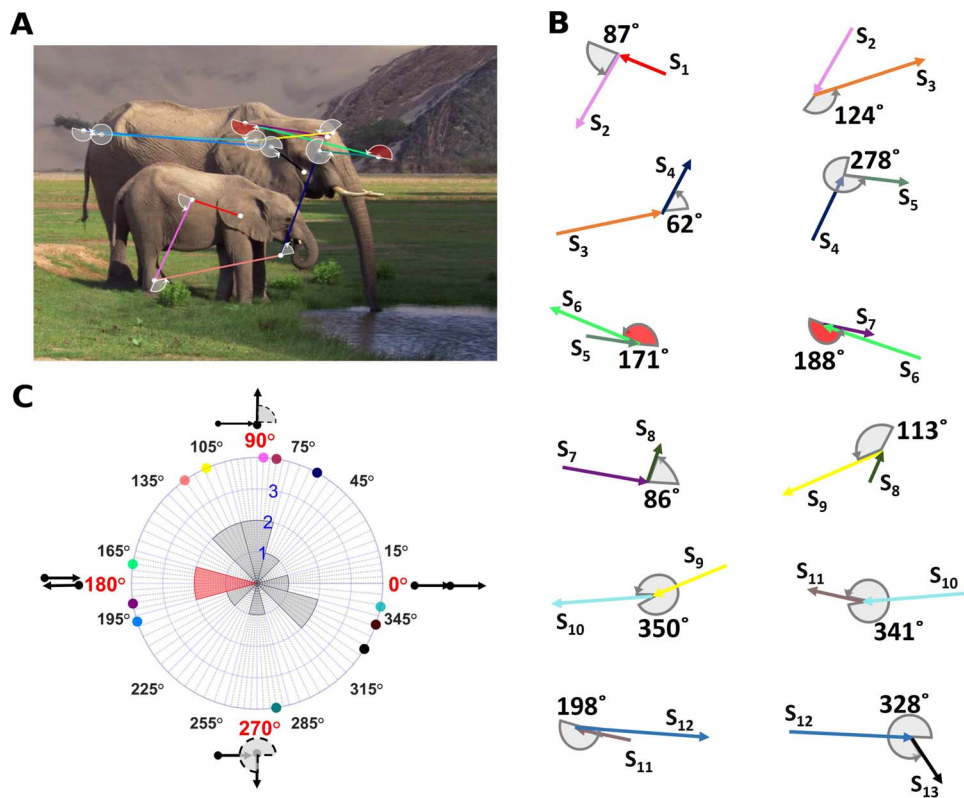 A
B
87°
S1
S2
S2
S3
124°
S4
S3
62°
278°
S5
S4
S6
S5
171°
S7
188°
S6
S7
S8
86°
113°
S9
S8
S9
S10
350°
S11
S10
341°
198°
S12
S11
S12
328°
S13
C
90°
105°
75°
135°
45°
3
2
1
165°
15°
180°
0°
195°
345°
225°
315°
255°
270°
285°